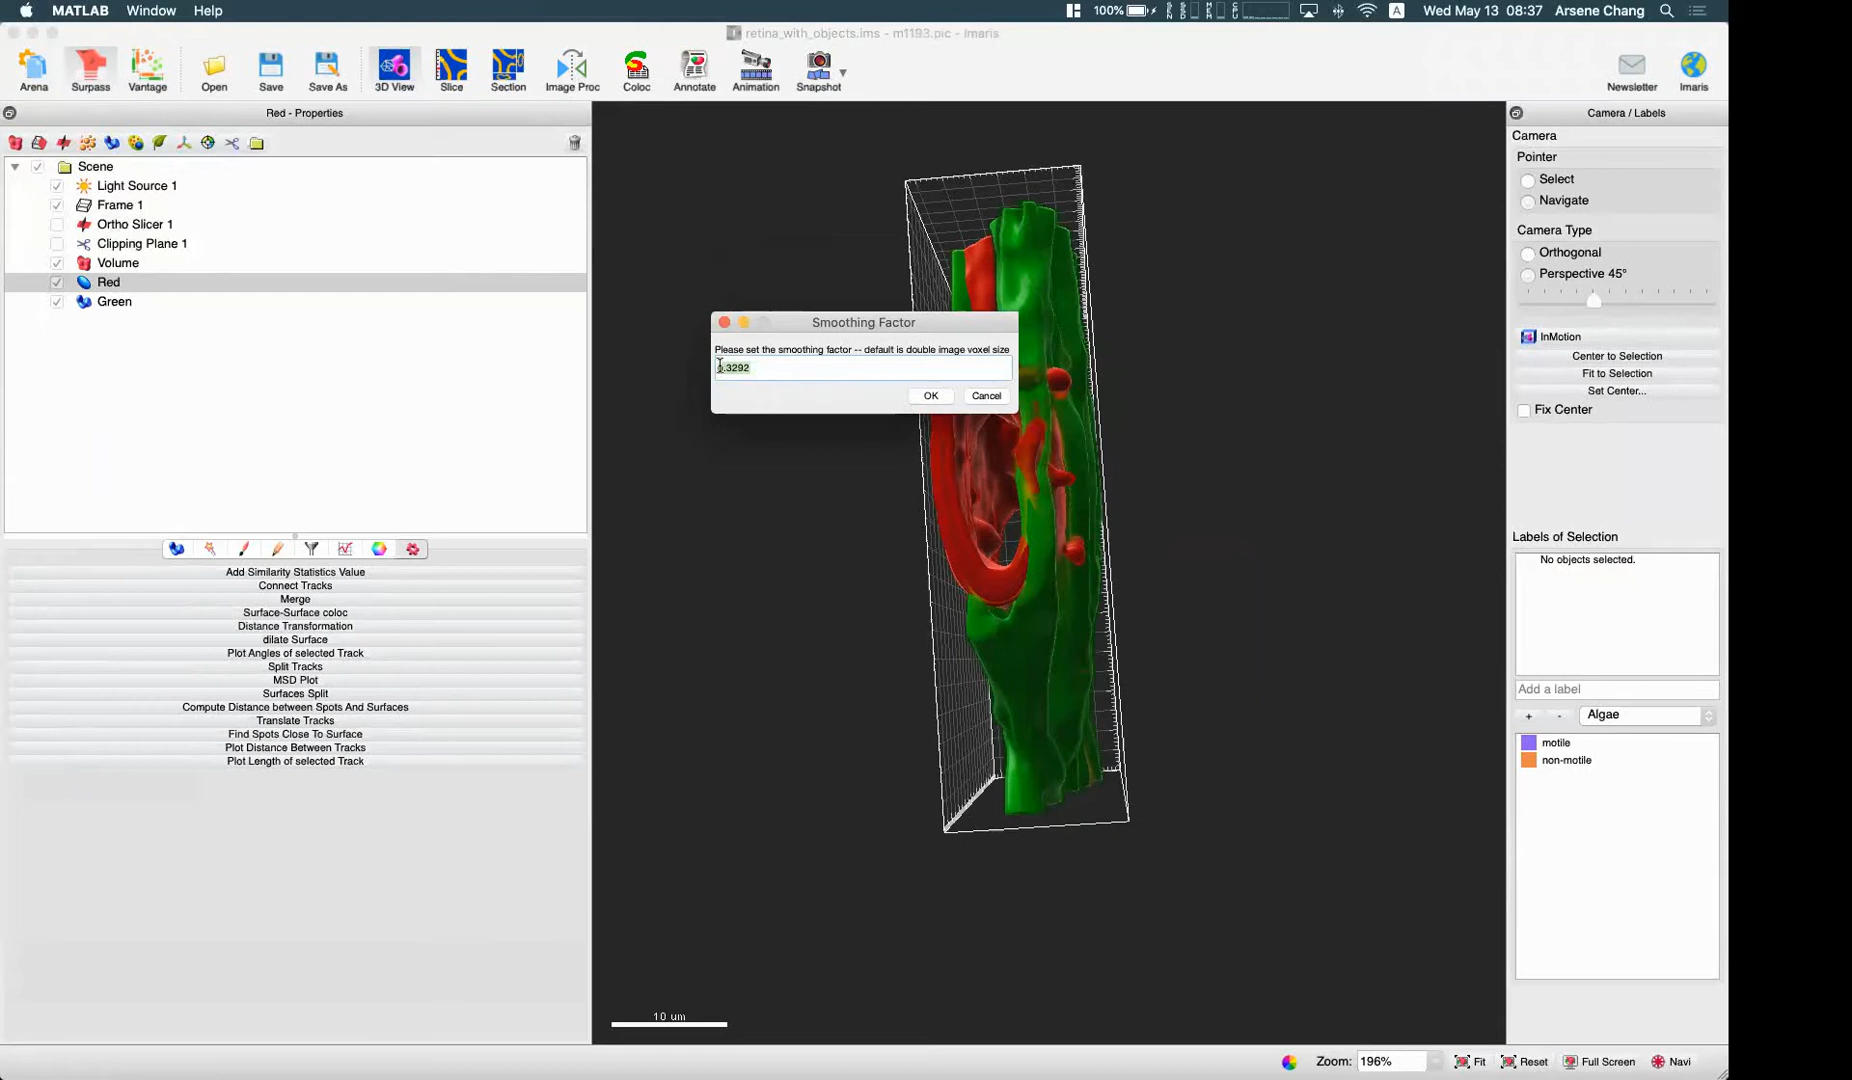 MATLAB Window Help
100% A Wed May 13 08:37 Arsene Chang
retina_with_objects.ims - m1193.pic - Imaris
Arena Surpass Vantage Open Save Save As 3D View Slice Section Image Proc Coloc Annotate Animation Snapshot Newsletter Imaris
Red - Properties
Scene
Light Source 1
Frame 1
Ortho Slicer 1
Clipping Plane 1
Volume
Red
Green
Add Similarity Statistics Value
Connect Tracks
Merge
Surface-Surface coloc
Distance Transformation
dilate Surface
Plot Angles of selected Track
Split Tracks
MSD Plot
Surfaces Split
Compute Distance between Spots And Surfaces
Translate Tracks
Find Spots Close To Surface
Plot Distance Between Tracks
Plot Length of selected Track
Smoothing Factor
Please set the smoothing factor -- default is double image voxel size
0.3292
OK Cancel
10 um
Camera / Labels
Camera
Pointer
Select
Navigate
Camera Type
Orthogonal
Perspective 45°
InMotion
Center to Selection
Fit to Selection
Set Center...
Fix Center
Labels of Selection
No objects selected.
Add a label
+ - Algae
motile
non-motile
Zoom: 196% Fit Reset Full Screen Navi